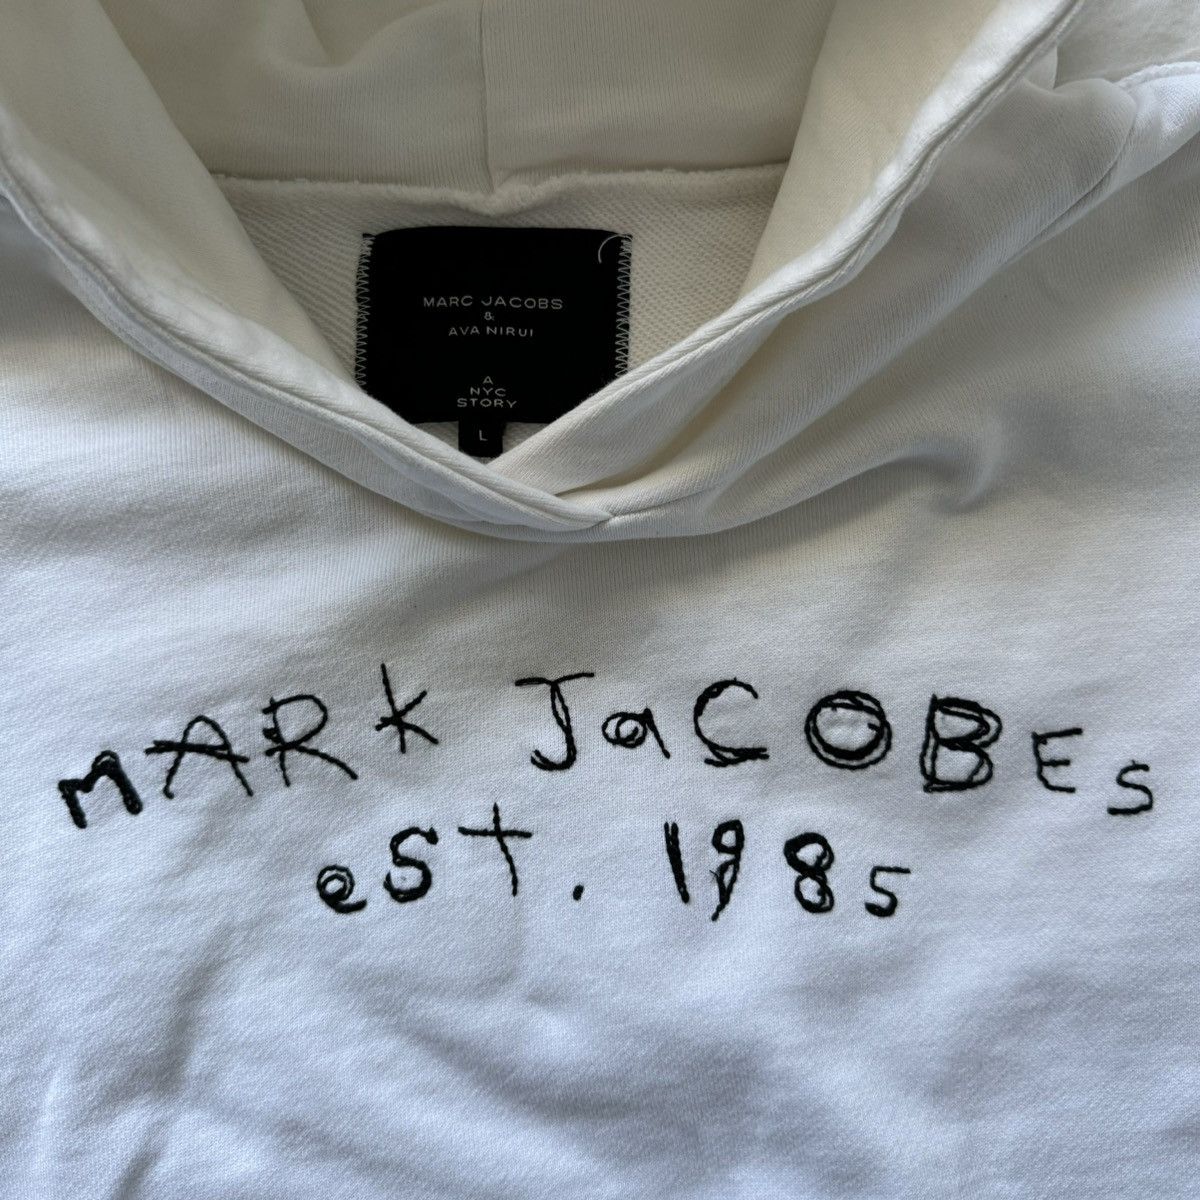 MARC JACOBS
&
AVA NIRUI
A
NYC
STORY
L
MARK JaCOBES
eST. 1985